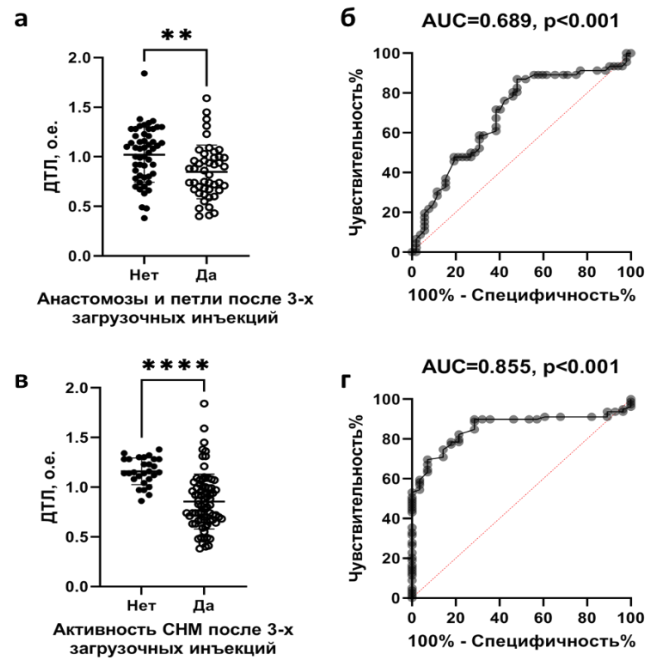 а
**
2.0
1.5
1.0
0.5
0.0
ДТЛ, о.е.
Нет
Да
Анастомозы и петли после 3-х
загрузочных инъекций
б
AUC=0.689, p<0.001
100
80
60
40
20
0
Чувствительность%
0 20 40 60 80 100
100% - Специфичность%
в
****
2.0
1.5
1.0
0.5
0.0
ДТЛ, о.е.
Нет
Да
Активность СНМ после 3-х
загрузочных инъекций
г
AUC=0.855, p<0.001
100
80
60
40
20
0
Чувствительность%
0 20 40 60 80 100
100% - Специфичность%